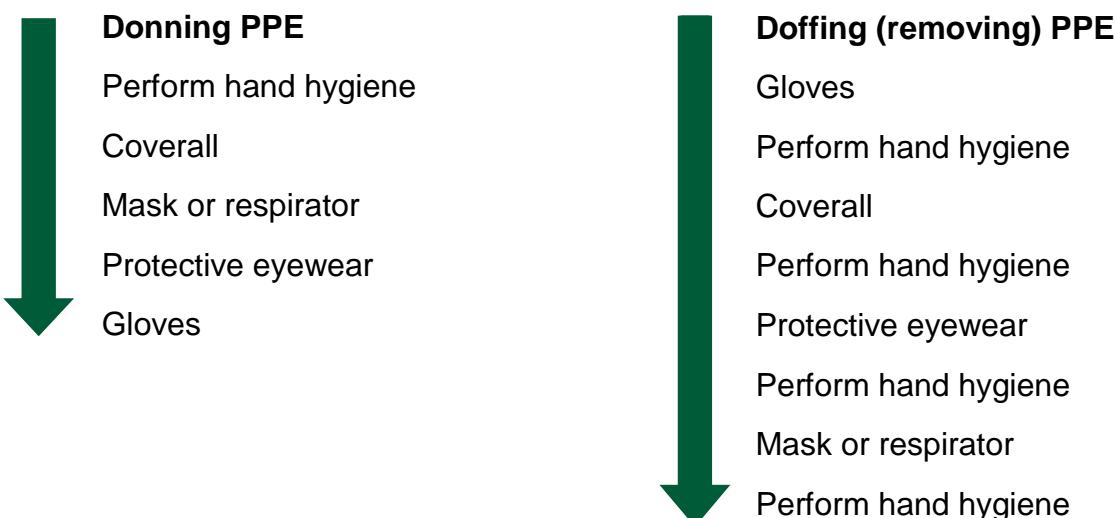 Donning PPE
Perform hand hygiene
Coverall
Mask or respirator
Protective eyewear
Gloves
Doffing (removing) PPE
Gloves
Perform hand hygiene
Coverall
Perform hand hygiene
Protective eyewear
Perform hand hygiene
Mask or respirator
Perform hand hygiene